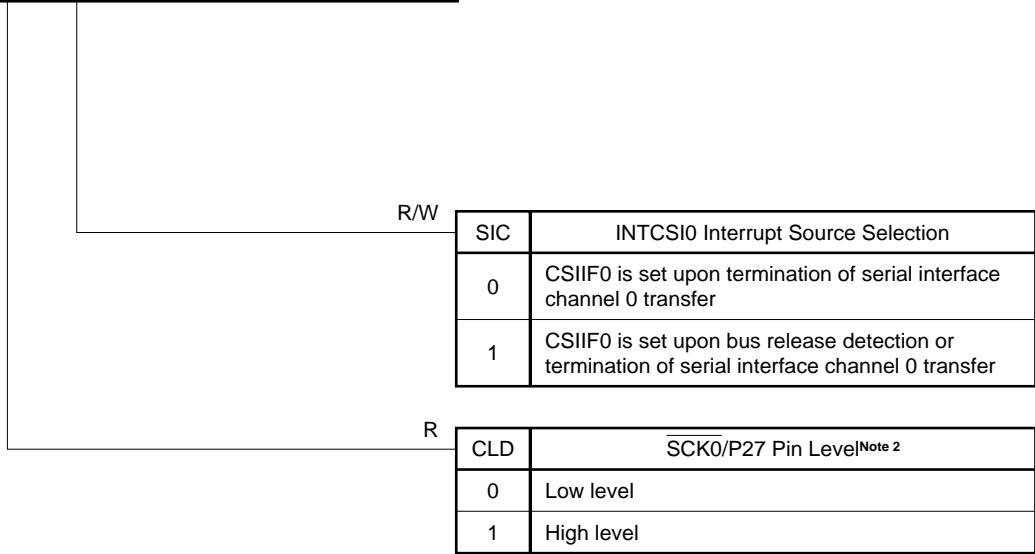 R/W
SIC INTCSI0 Interrupt Source Selection
0 CSIIF0 is set upon termination of serial interface
channel 0 transfer
1 CSIIF0 is set upon bus release detection or
termination of serial interface channel 0 transfer
R
CLD SCK0/P27 Pin LevelNote 2
0 Low level
1 High level